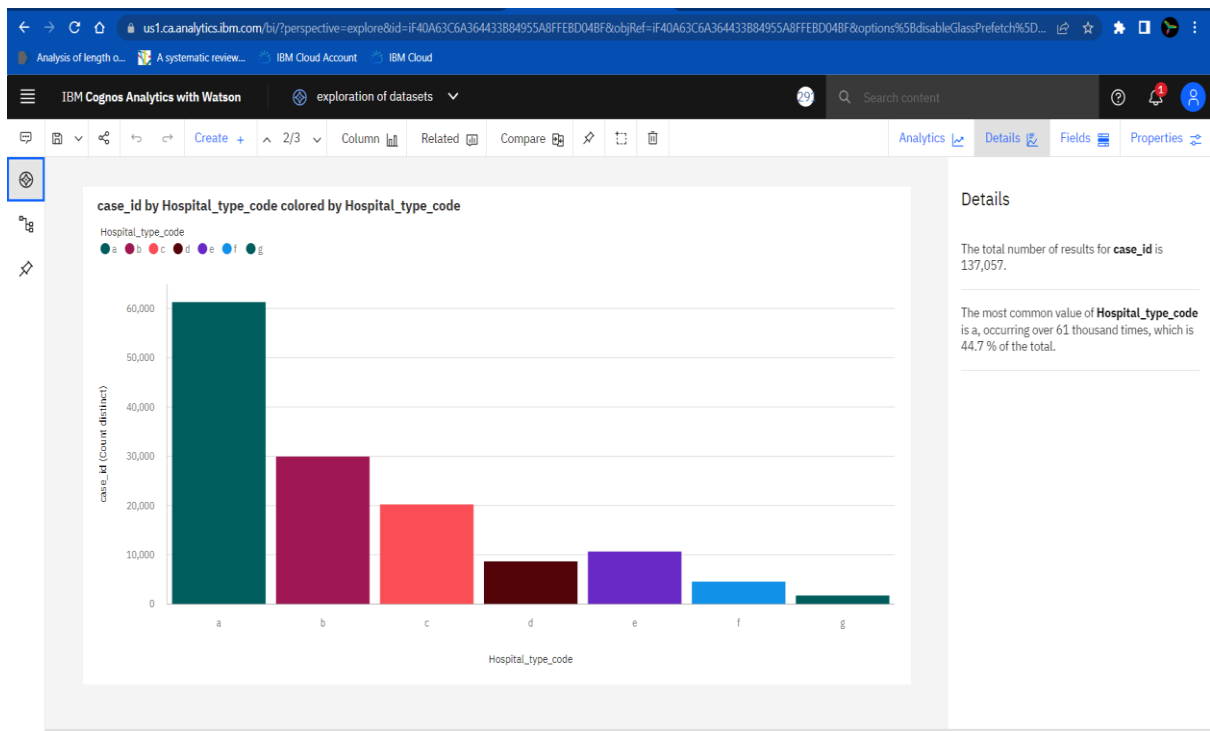 us1.ca.analytics.ibm.com/bi/?perspective=explore&id=iF40A63C6A364433B84955A8FFEBD04BF&objRef=iF40A63C6A364433B84955A8FFEBD04BF&options%5BdisableGlassPrefetch%5D...
Analysis of length o... A systematic review... IBM Cloud Account IBM Cloud
IBM Cognos Analytics with Watson exploration of datasets 29 Search content 1
Create + 2/3 Column Related Compare Analytics Details Fields Properties
case_id by Hospital_type_code colored by Hospital_type_code
Hospital_type_code
a b c d e f g
60,000
50,000
40,000
30,000
20,000
10,000
0
case_id (Count distinct)
a b c d e f g
Hospital_type_code
Details
The total number of results for case_id is
137,057.
The most common value of Hospital_type_code
is a, occurring over 61 thousand times, which is
44.7 % of the total.